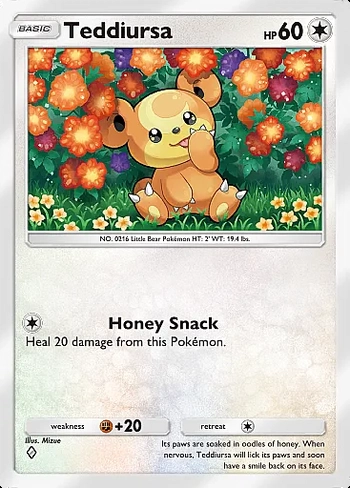 BASIC Teddiursa HP 60
NO. 0216 Little Bear Pokémon HT: 2' WT: 19.4 lbs.
Honey Snack
Heal 20 damage from this Pokémon.
weakness +20 retreat
Illus. Mizue
Its paws are soaked in oodles of honey. When
nervous, Teddiursa will lick its paws and soon
have a smile back on its face.